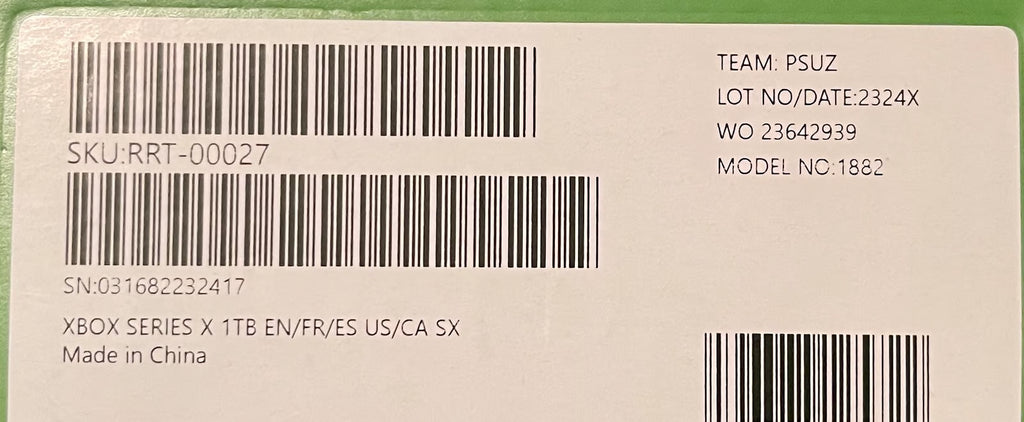 SKU:RRT-00027
SN:031682232417
XBOX SERIES X 1TB EN/FR/ES US/CA SX
Made in China
TEAM: PSUZ
LOT NO/DATE:2324X
WO 23642939
MODEL NO:1882